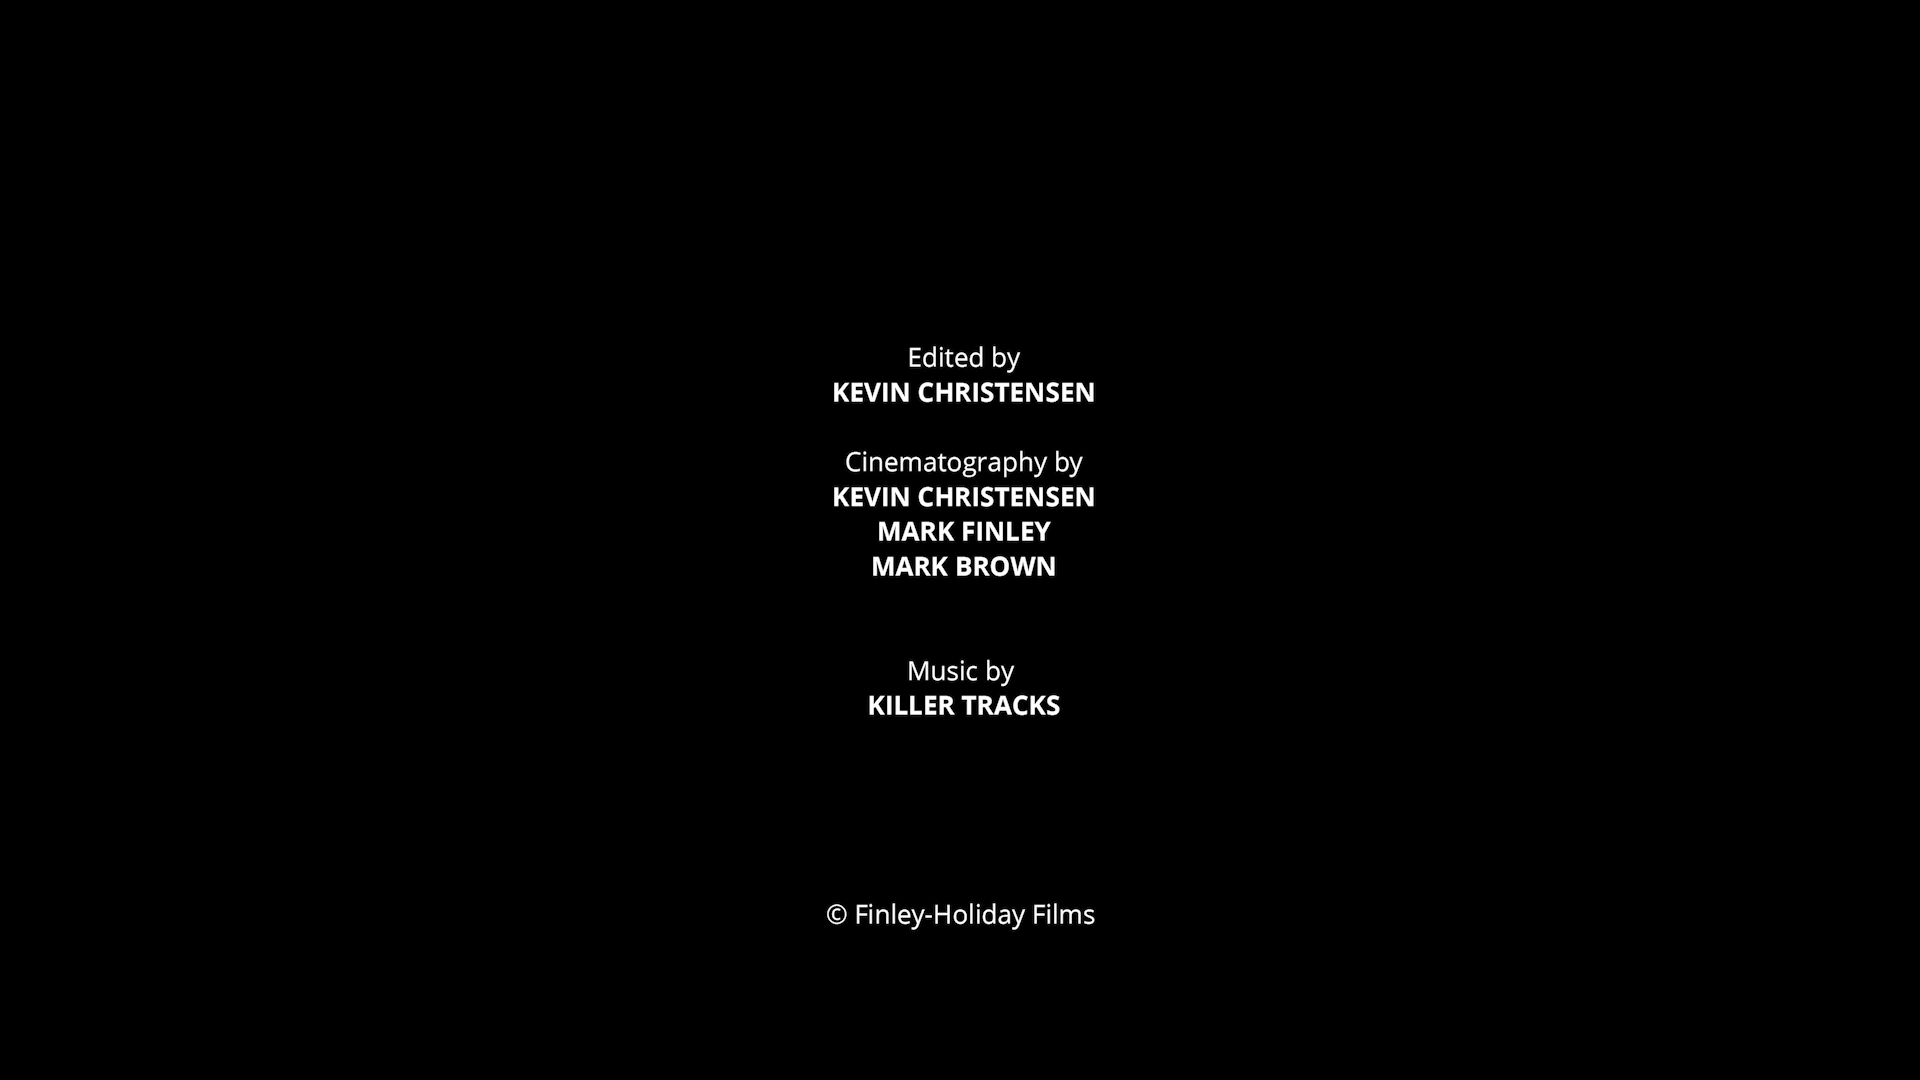 Edited by
KEVIN CHRISTENSEN
Cinematography by
KEVIN CHRISTENSEN
MARK FINLEY
MARK BROWN
Music by
KILLER TRACKS
© Finley-Holiday Films